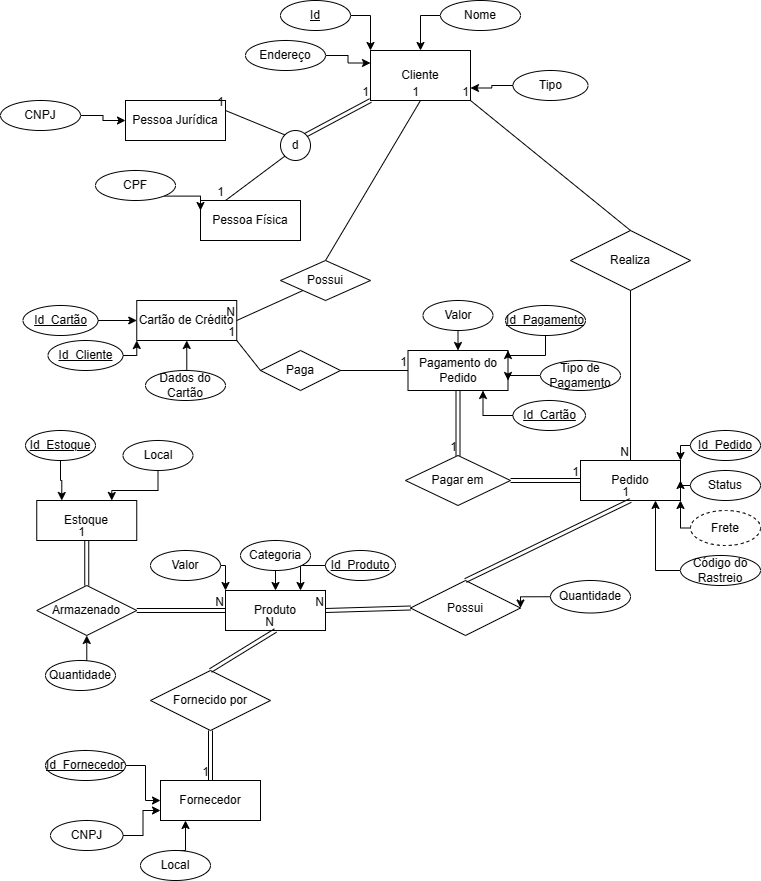 Id
Nome
Endereço
Cliente
Tipo
1
1
1
CNPJ
1
Pessoa Jurídica
d
CPF
1
Pessoa Física
Possui
Realiza
Id_Cartão
N
Cartão de Crédito
1
Id_Cliente
Dados do
Cartão
Paga
Valor
Id_Pagamento
1
Pagamento do
Pedido
Tipo de
Pagamento
Id_Cartão
1
Pagar em
1
N
Pedido
1
Id_Pedido
Status
Frete
Código do
Rastreio
Id_Estoque
Local
Estoque
1
Armazenado
Quantidade
Valor
Categoria
Id_Produto
N
N
Produto
N
Possui
Quantidade
Fornecido por
1
Id_Fornecedor
Fornecedor
CNPJ
Local